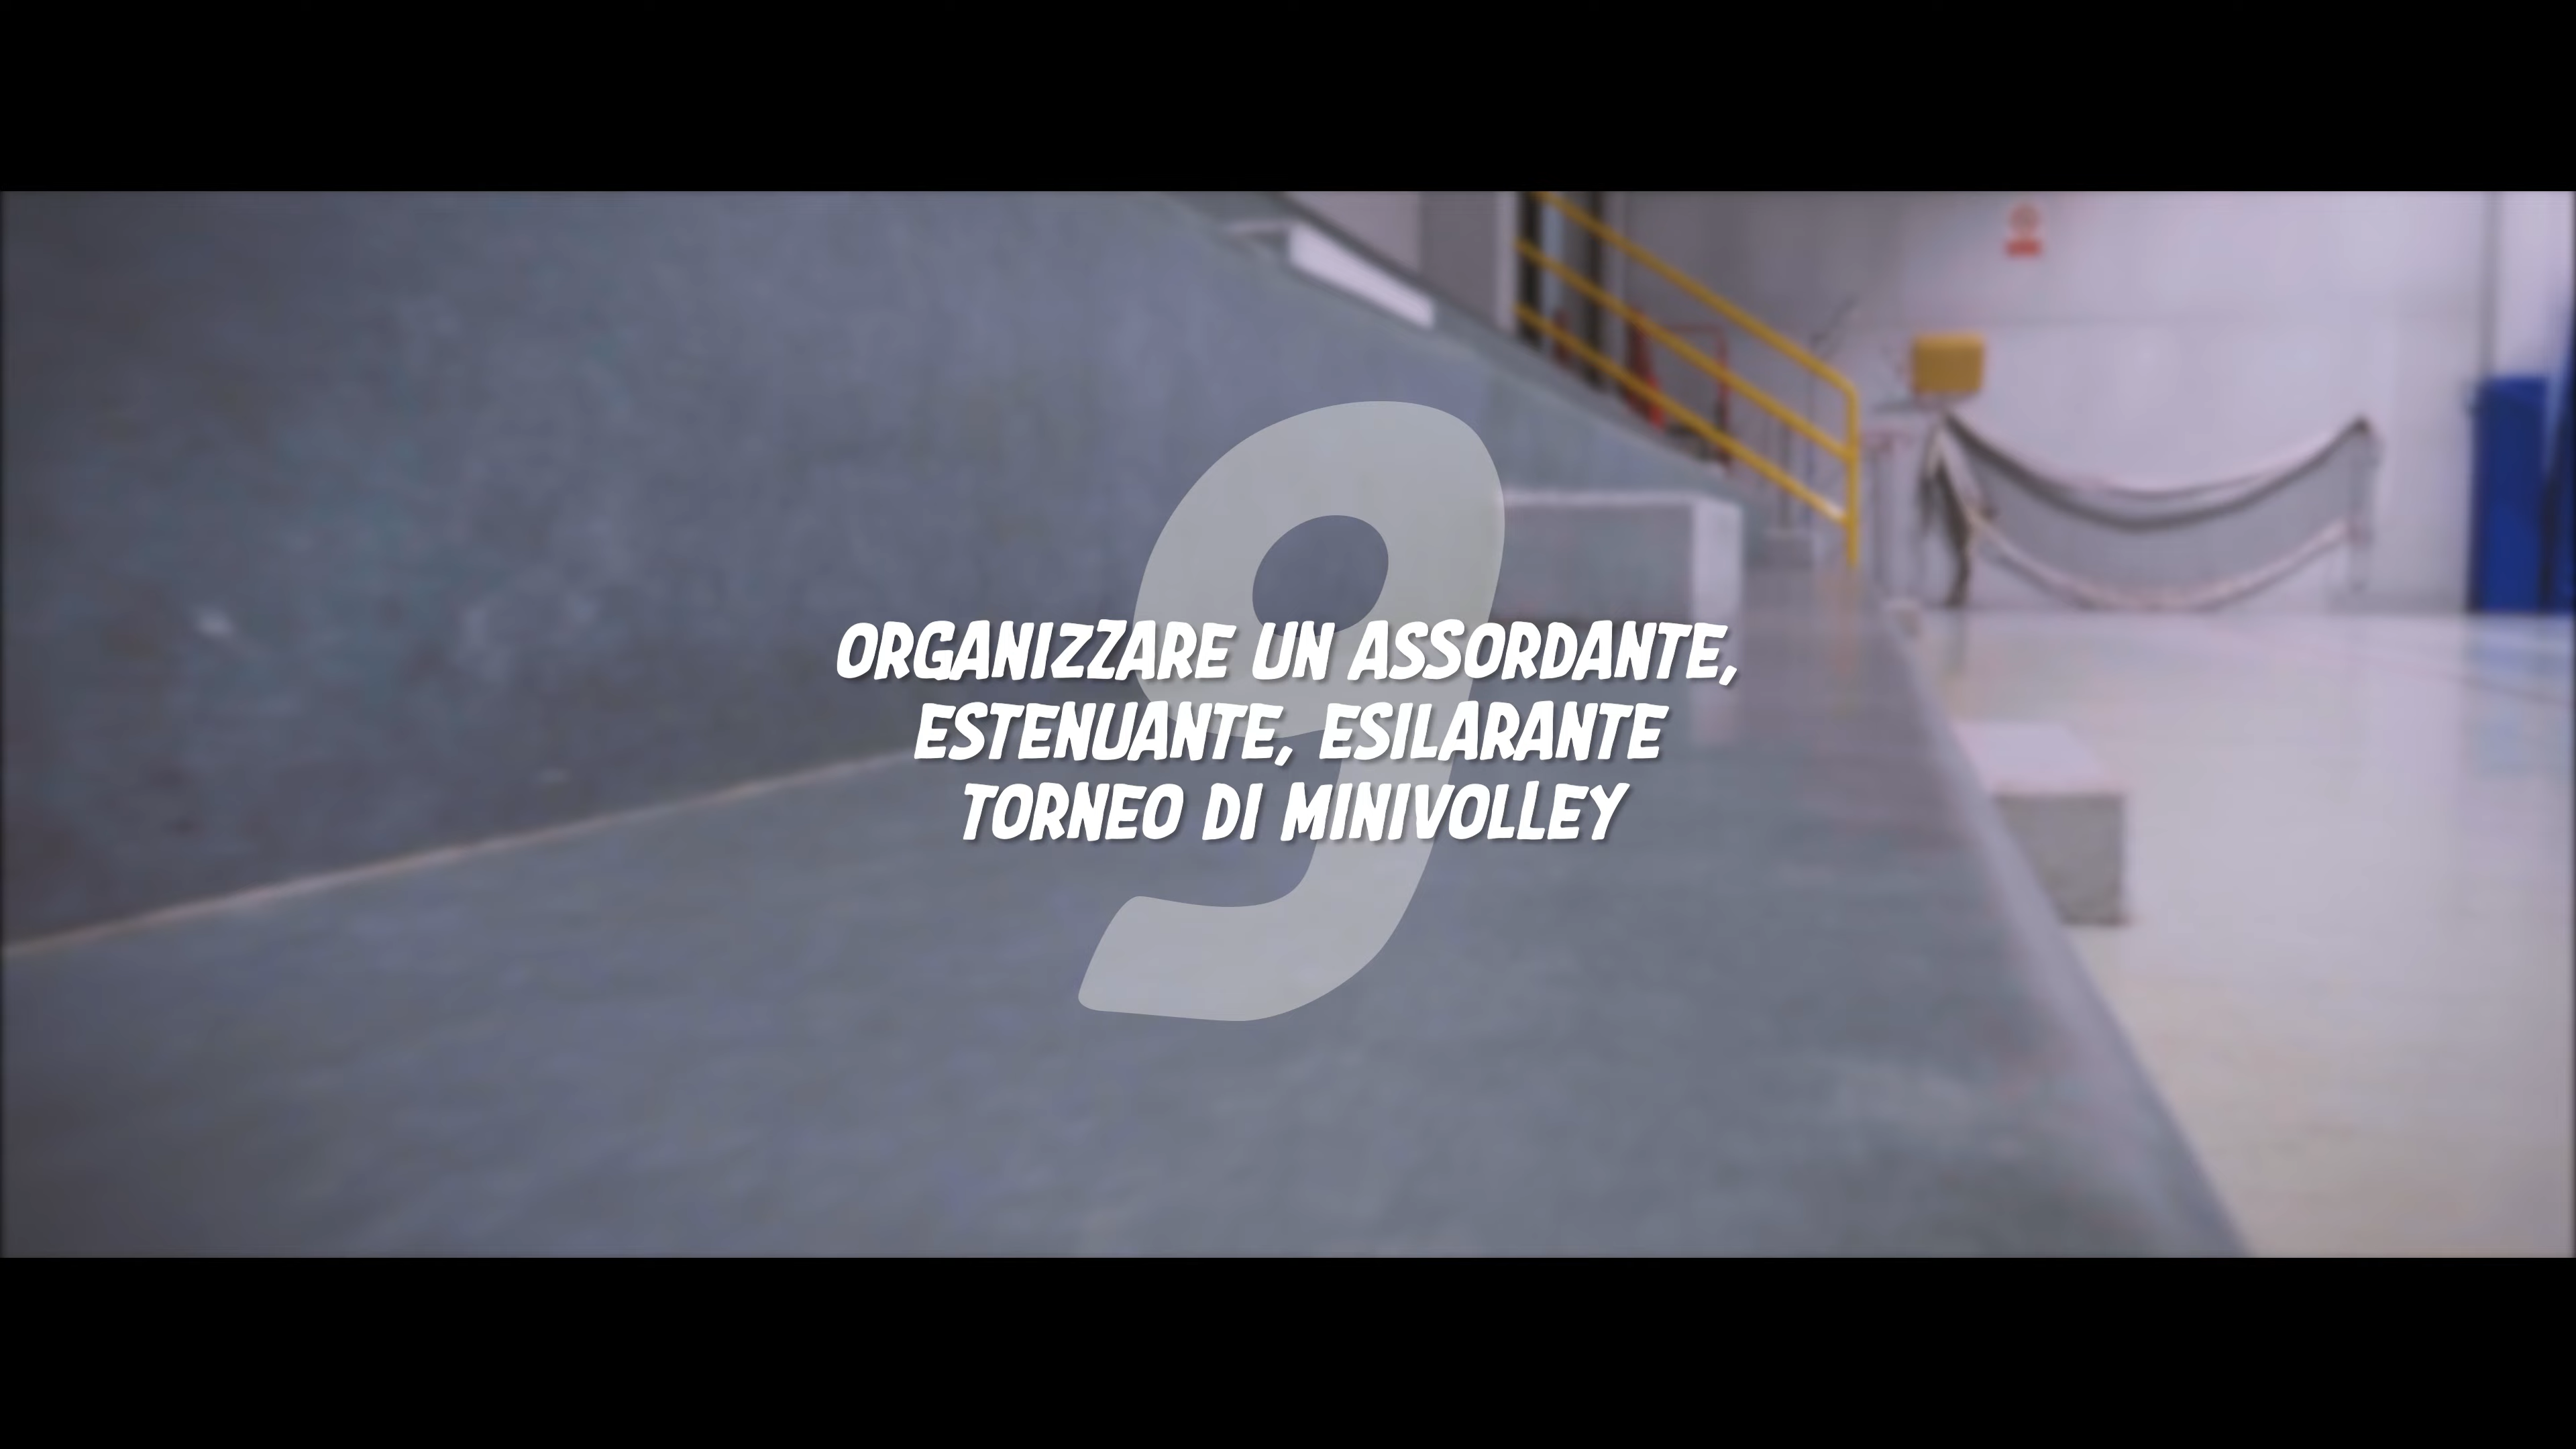 9
ORGANIZZARE UN ASSORDANTE,
ESTENUANTE, ESILARANTE
TORNEO DI MINIVOLLEY